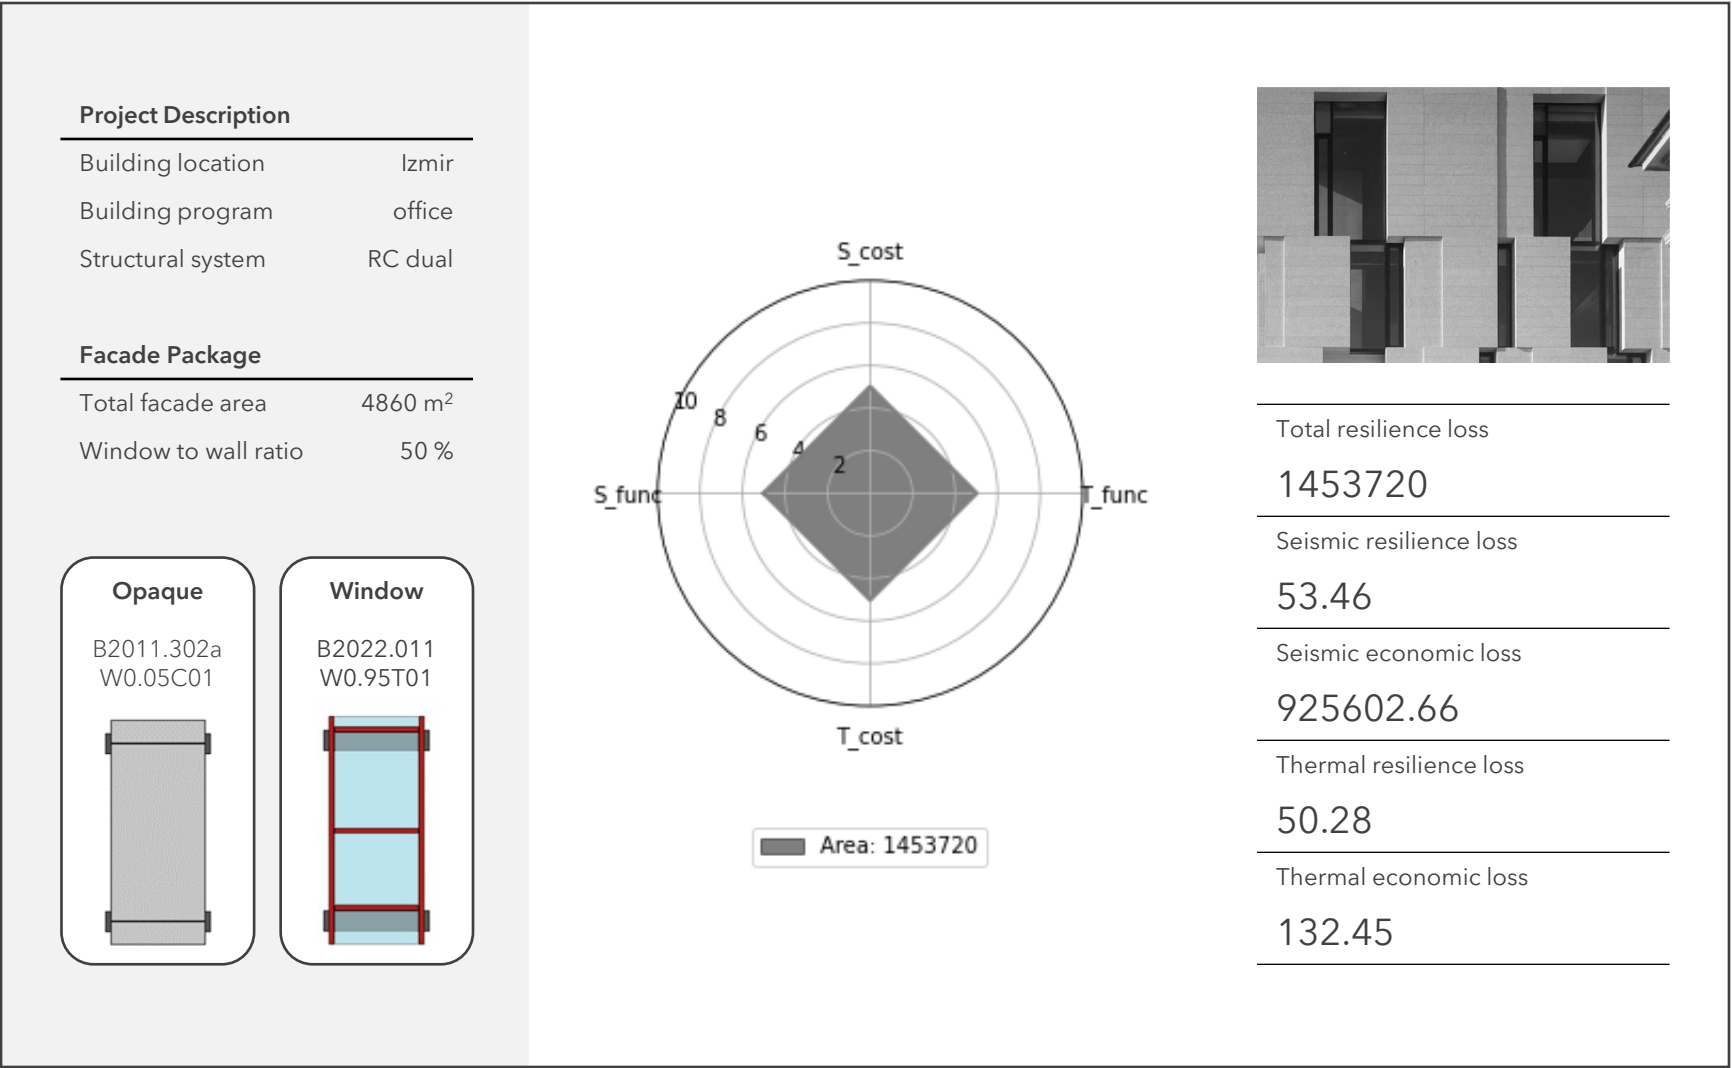 Project Description
Building location Izmir
Building program office
Structural system RC dual
Facade Package
Total facade area 4860 m²
Window to wall ratio 50 %
Opaque
B2011.302a
W0.05C01
Window
B2022.011
W0.95T01
S_cost
10
8
6
4
2
S_func
T_func
T_cost
Area: 1453720
Total resilience loss
1453720
Seismic resilience loss
53.46
Seismic economic loss
925602.66
Thermal resilience loss
50.28
Thermal economic loss
132.45